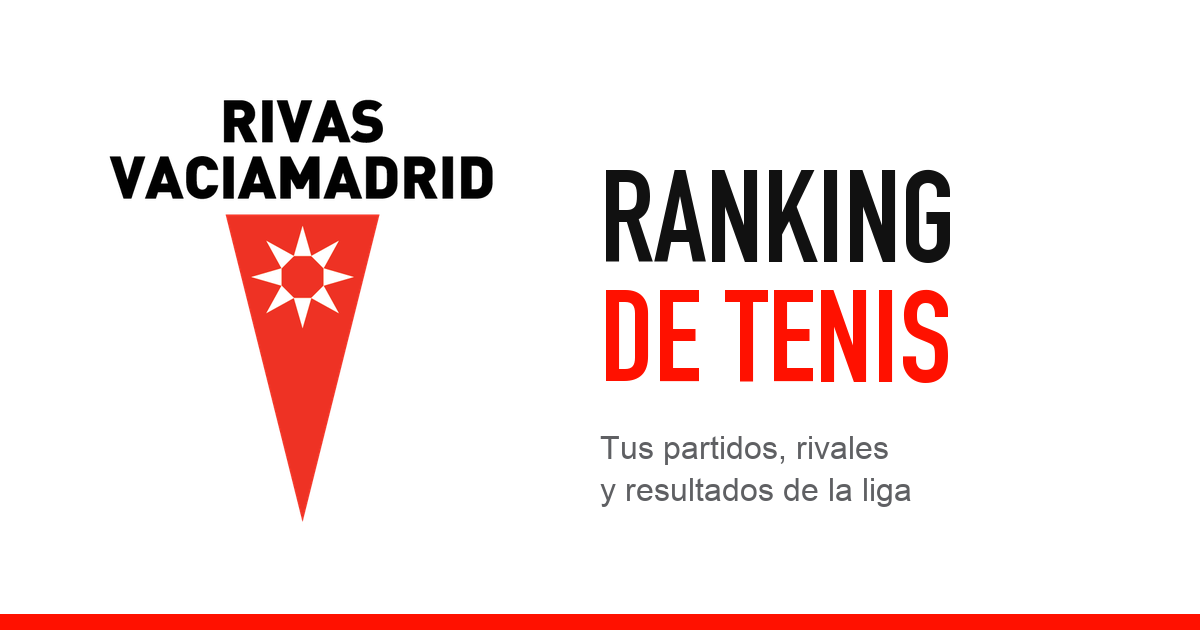 RIVAS
VACIAMADRID
RANKING
DE TENIS
Tus partidos, rivales
y resultados de la liga